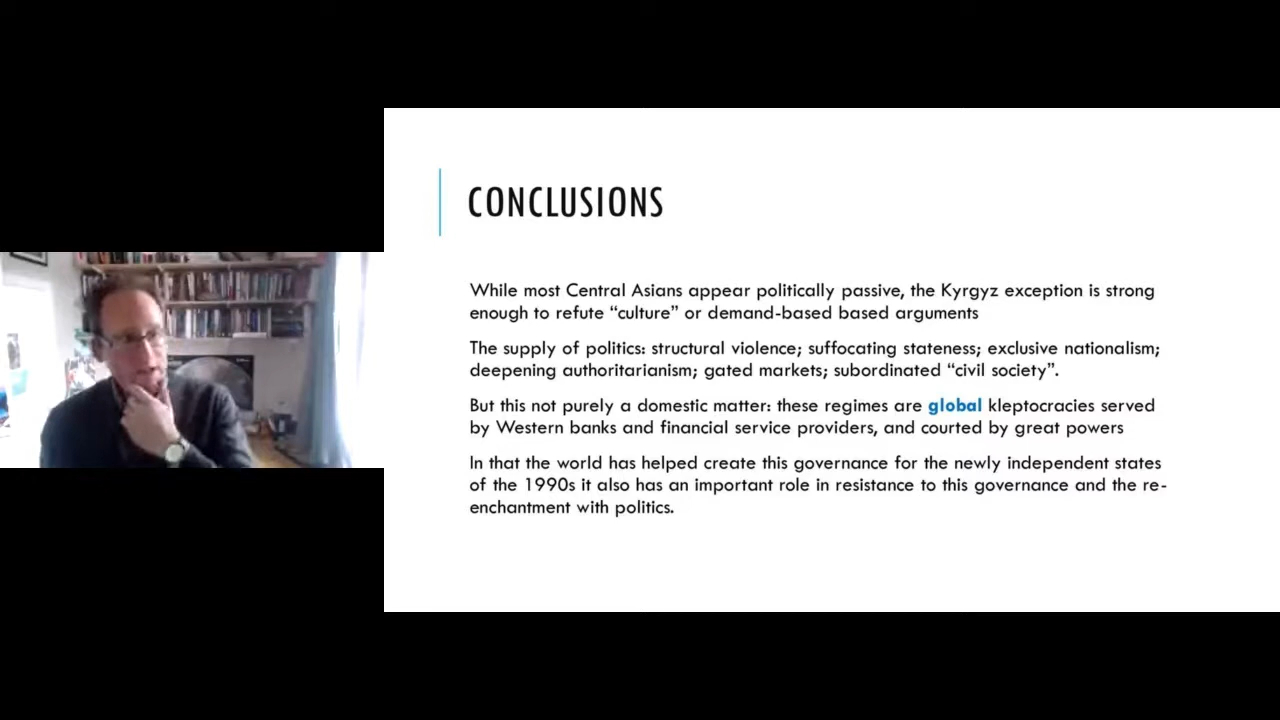 CONCLUSIONS
While most Central Asians appear politically passive, the Kyrgyz exception is strong
enough to refute “culture” or demand-based based arguments
The supply of politics: structural violence; suffocating stateness; exclusive nationalism;
deepening authoritarianism; gated markets; subordinated “civil society”.
But this not purely a domestic matter: these regimes are global kleptocracies served
by Western banks and financial service providers, and courted by great powers
In that the world has helped create this governance for the newly independent states
of the 1990s it also has an important role in resistance to this governance and the re-
enchantment with politics.